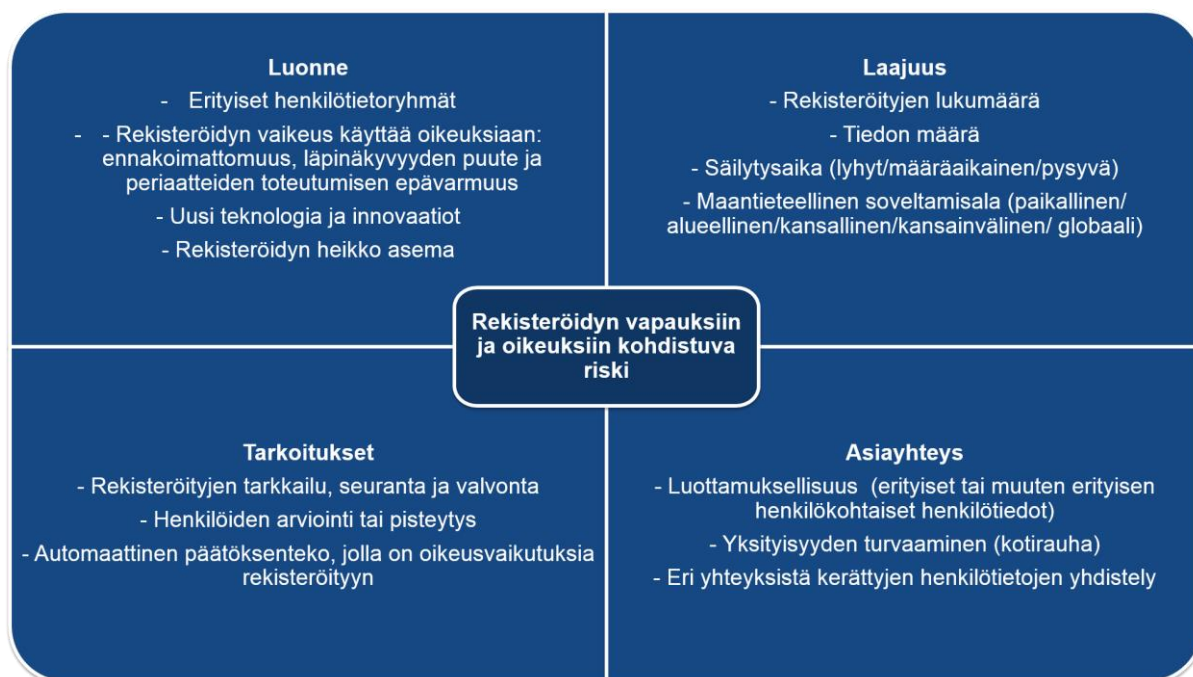 Luonne
- Erityiset henkilötietoryhmät
- - Rekisteröidyn vaikeus käyttää oikeuksiaan:
ennakoimattomuus, läpinäkyvyyden puute ja
periaatteiden toteutumisen epävarmuus
- Uusi teknologia ja innovaatiot
- Rekisteröidyn heikko asema
Laajuus
- Rekisteröityjen lukumäärä
- Tiedon määrä
- Säilytysaika (lyhyt/määräaikainen/pysyvä)
- Maantieteellinen soveltamisala (paikallinen/
alueellinen/kansallinen/kansainvälinen/ globaali)
Rekisteröidyn vapauksiin
ja oikeuksiin kohdistuva
riski
Tarkoitukset
- Rekisteröityjen tarkkailu, seuranta ja valvonta
- Henkilöiden arviointi tai pisteytys
- Automaattinen päätöksenteko, jolla on oikeusvaikutuksia
rekisteröityyn
Asiayhteys
- Luottamuksellisuus (erityiset tai muuten erityisen
henkilökohtaiset henkilötiedot)
- Yksityisyyden turvaaminen (kotirauha)
- Eri yhteyksistä kerättyjen henkilötietojen yhdistely